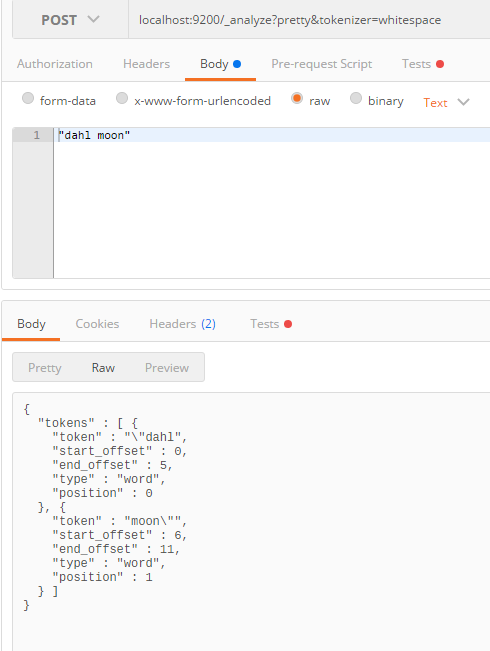 POST localhost:9200/_analyze?pretty&tokenizer=whitespace
Authorization Headers Body Pre-request Script Tests
form-data x-www-form-urlencoded raw binary Text
1 "dahl moon"
Body Cookies Headers (2) Tests
Pretty Raw Preview
{
  "tokens" : [ {
    "token" : "\"dahl",
    "start_offset" : 0,
    "end_offset" : 5,
    "type" : "word",
    "position" : 0
  }, {
    "token" : "moon\"",
    "start_offset" : 6,
    "end_offset" : 11,
    "type" : "word",
    "position" : 1
  } ]
}